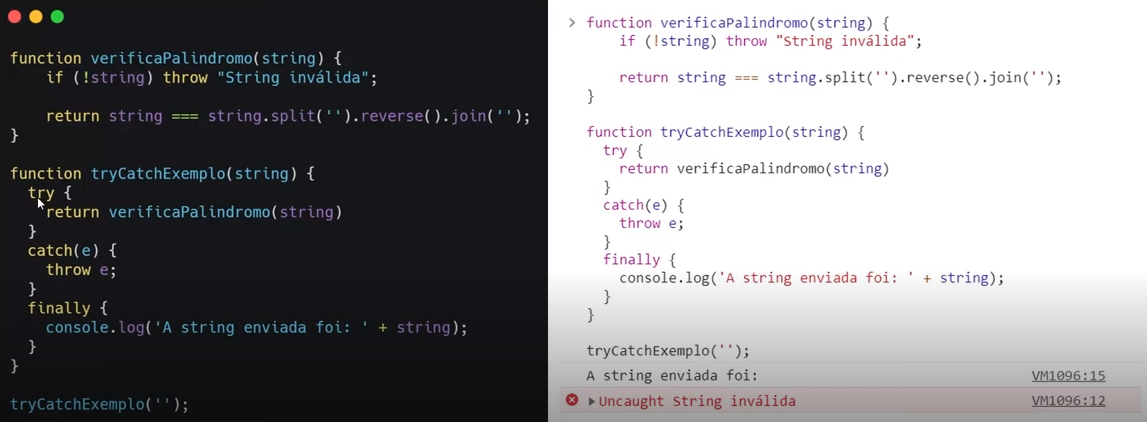 function verificaPalindromo(string) {
if (!string) throw "String inválida";
return string === string.split('').reverse().join('');
}
function tryCatchExemplo(string) {
try {
return verificaPalindromo(string)
}
catch(e) {
throw e;
}
finally {
console.log('A string enviada foi: ' + string);
}
}
tryCatchExemplo('');
> function verificaPalindromo(string) {
if (!string) throw "String inválida";
return string === string.split('').reverse().join('');
}
function tryCatchExemplo(string) {
try {
return verificaPalindromo(string)
}
catch(e) {
throw e;
}
finally {
console.log('A string enviada foi: ' + string);
}
}
tryCatchExemplo('');
A string enviada foi: VM1096:15
Uncaught String inválida VM1096:12